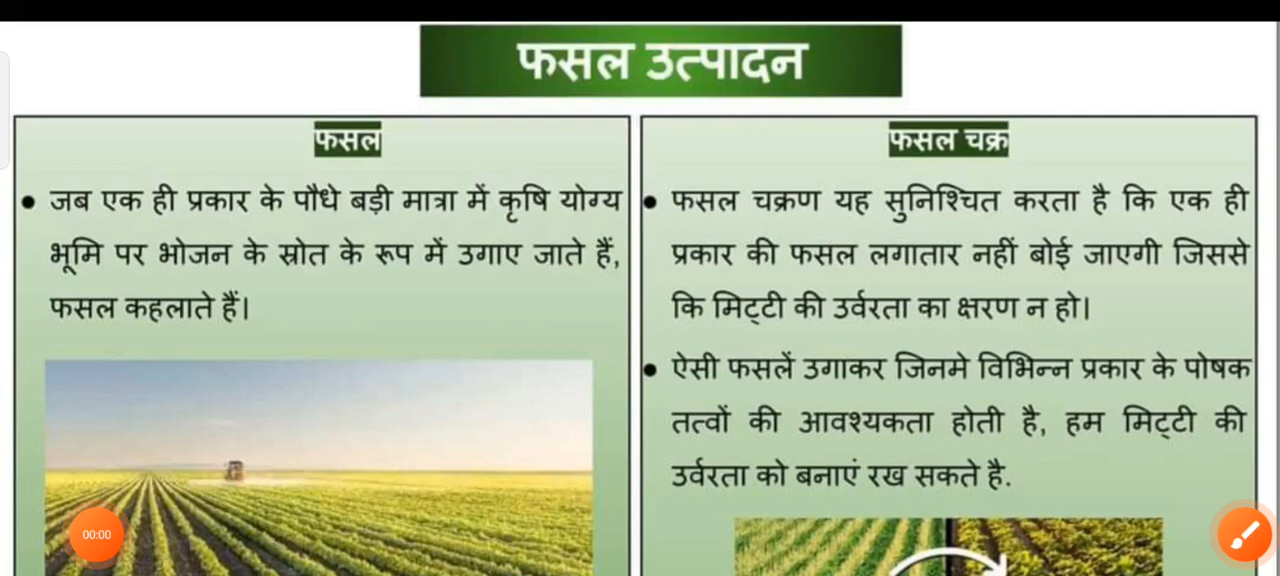 फसल उत्पादन
फसल
• जब एक ही प्रकार के पौधे बड़ी मात्रा में कृषि योग्य
भूमि पर भोजन के स्रोत के रूप में उगाए जाते हैं,
फसल कहलाते हैं।
फसल चक्र
• फसल चक्रण यह सुनिश्चित करता है कि एक ही
प्रकार की फसल लगातार नहीं बोई जाएगी जिससे
कि मिट्टी की उर्वरता का क्षरण न हो।
• ऐसी फसलें उगाकर जिनमे विभिन्न प्रकार के पोषक
तत्वों की आवश्यकता होती है, हम मिट्टी की
उर्वरता को बनाएं रख सकते है.
00:00